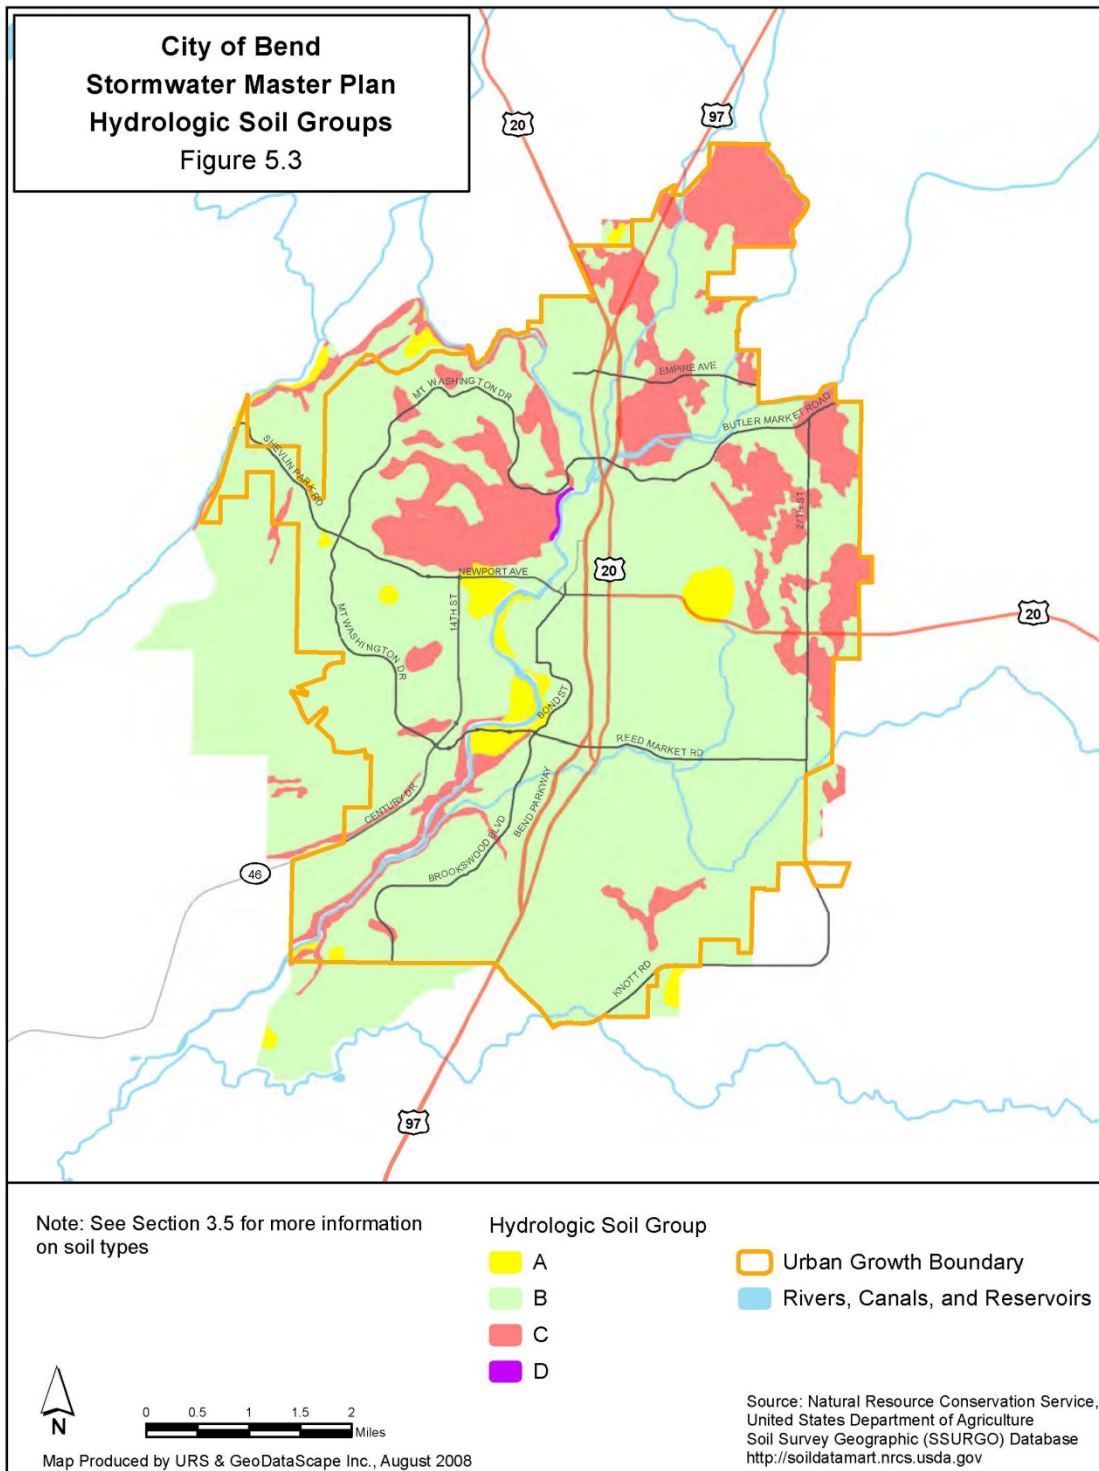 City of Bend
Stormwater Master Plan
Hydrologic Soil Groups
Figure 5.3
20
97
EMPIRE AVE
MT WASHINGTON DR
BUTLER MARKET ROAD
SHEVLIN PARK RD
27TH ST
NEWPORT AVE
20
20
14TH ST
MT WASHINGTON DR
BOND ST
REED MARKET RD
CENTURY DR
BEND PARKWAY
BROOKSWOOD BLVD
46
KNOTT RD
97
Note: See Section 3.5 for more information
on soil types
Hydrologic Soil Group
A
B
C
D
Urban Growth Boundary
Rivers, Canals, and Reservoirs
N
0 0.5 1 1.5 2
Miles
Map Produced by URS & GeoDataScape Inc., August 2008
Source: Natural Resource Conservation Service,
United States Department of Agriculture
Soil Survey Geographic (SSURGO) Database
http://soildatamart.nrcs.usda.gov